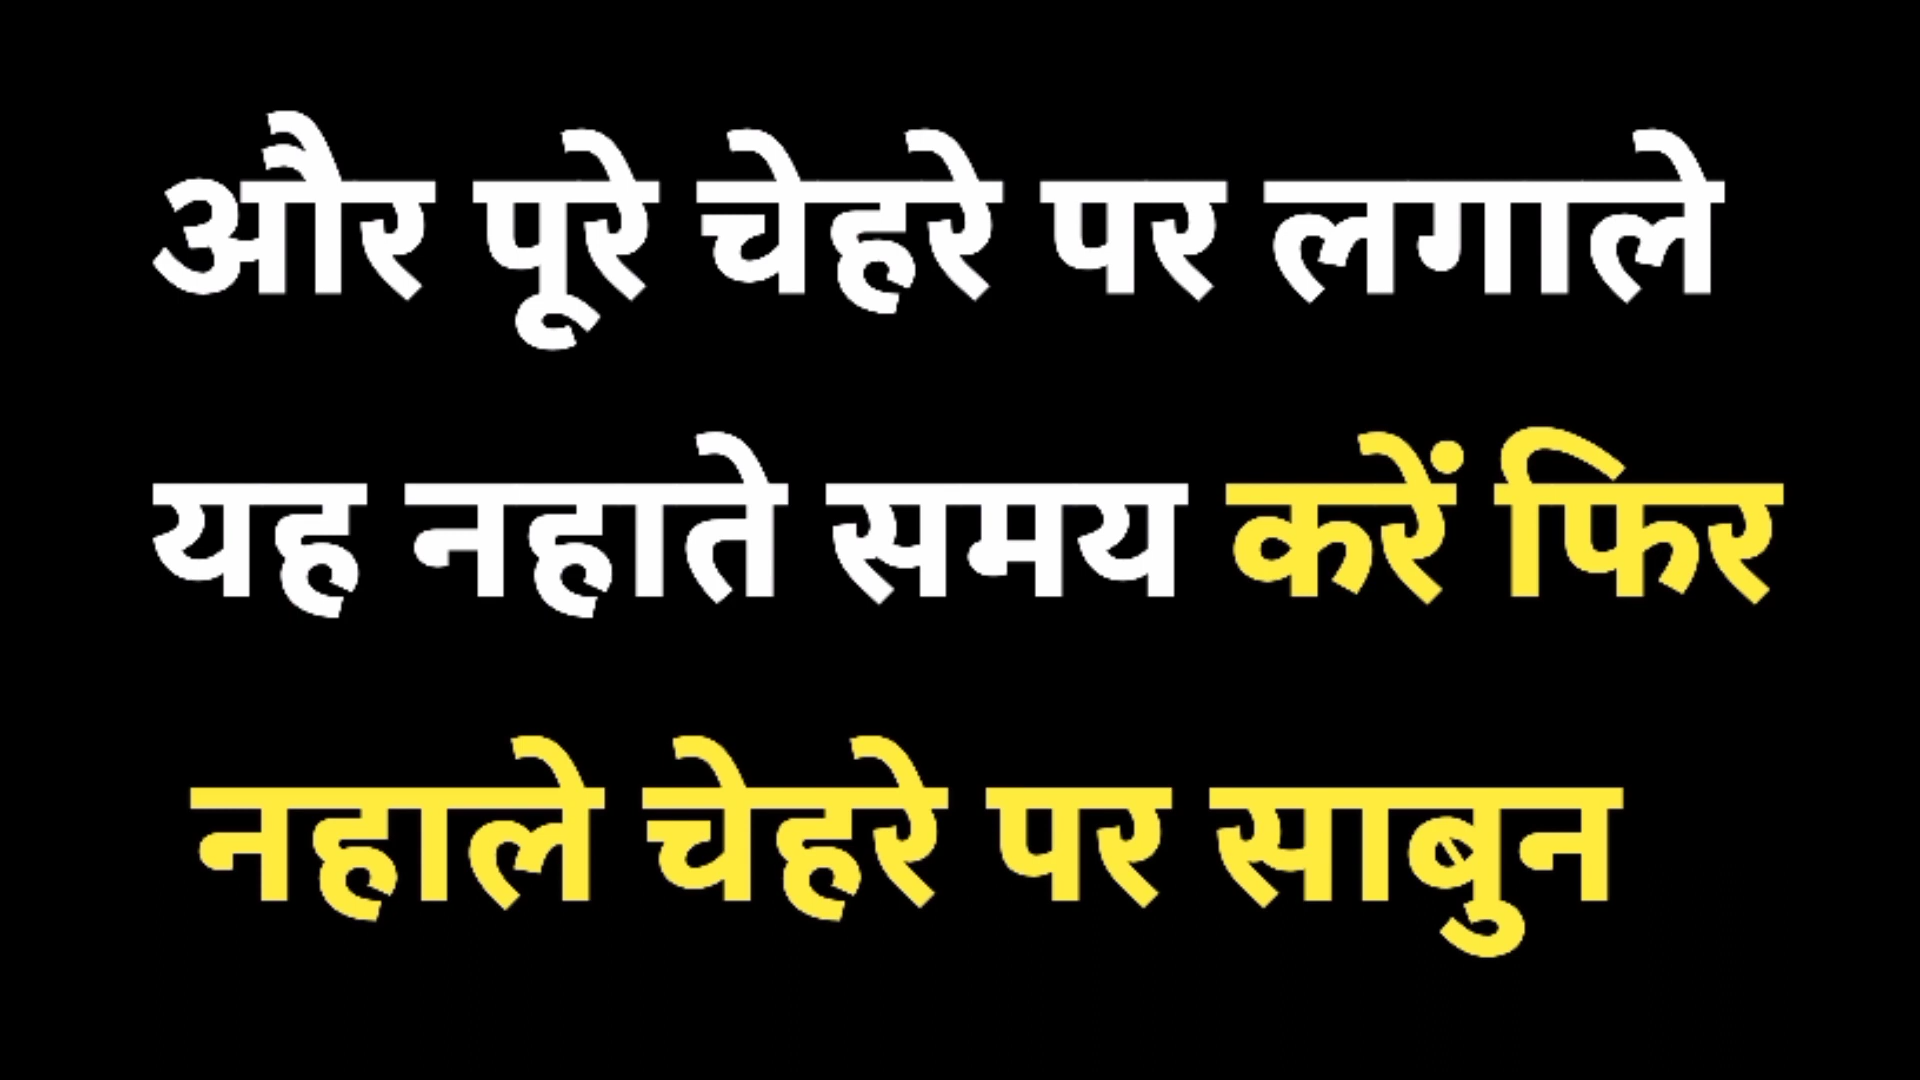 और पूरे चेहरे पर लगाले
यह नहाते समय करें फिर
नहाले चेहरे पर साबुन